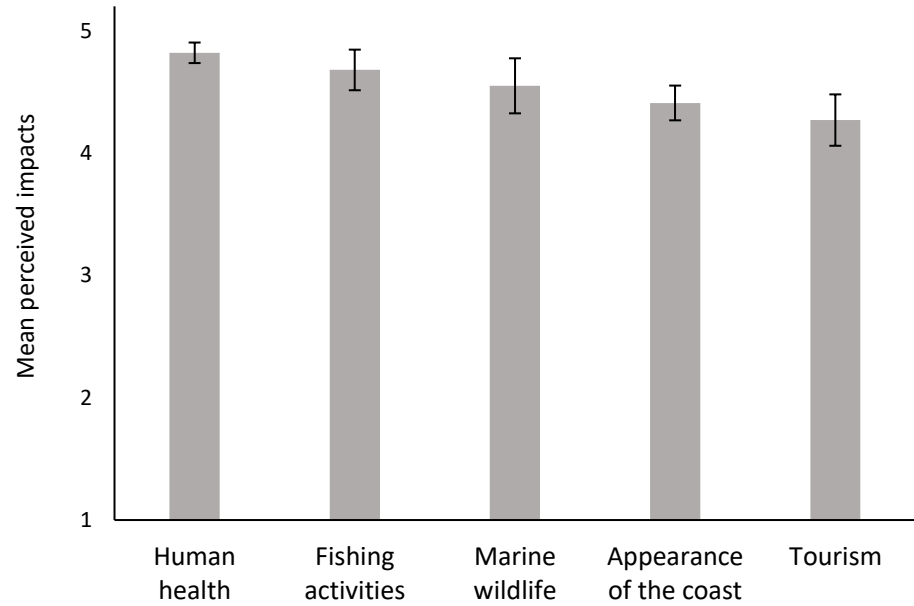 Mean perceived impacts
5
4
3
2
1
Human
health
Fishing
activities
Marine
wildlife
Appearance
of the coast
Tourism